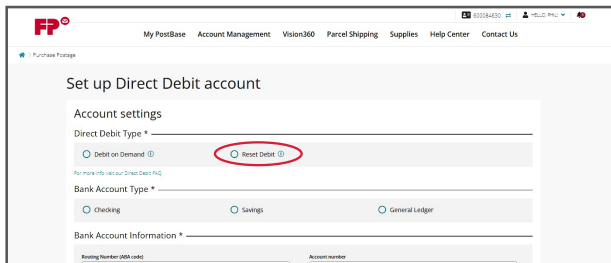 600084630 HELLO, PHIL!
FP
My PostBase Account Management Vision360 Parcel Shipping Supplies Help Center Contact Us
Purchase Postage
Set up Direct Debit account
Account settings
Direct Debit Type *
Debit on Demand Reset Debit
For more info visit our Direct Debit FAQ
Bank Account Type *
Checking Savings General Ledger
Bank Account Information *
Routing Number (ABA code) Account number